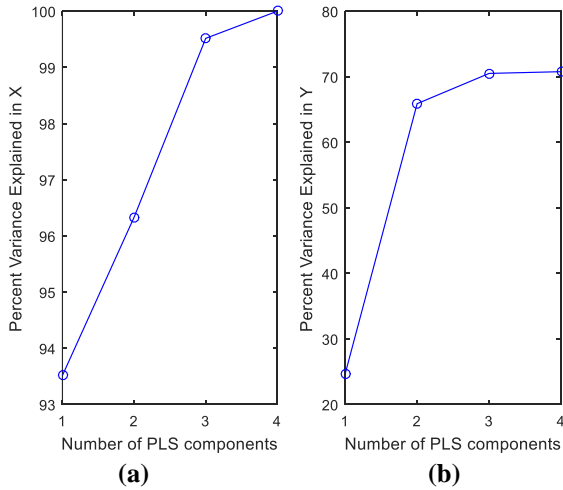 Percent Variance Explained in X
100
99
98
97
96
95
94
93
1 2 3 4
Number of PLS components
(a)
Percent Variance Explained in Y
80
70
60
50
40
30
20
1 2 3 4
Number of PLS components
(b)